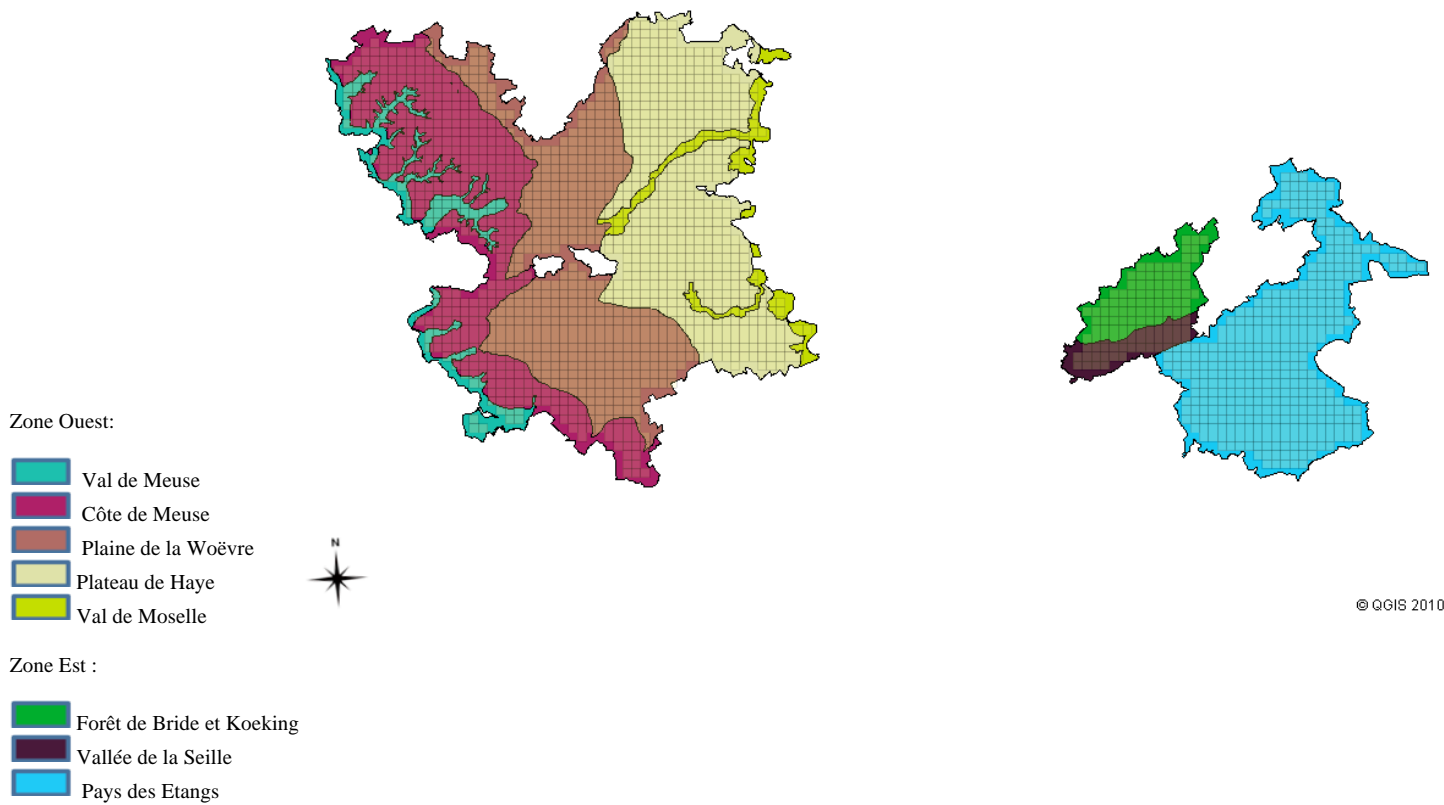 Zone Ouest:
Val de Meuse
Côte de Meuse
Plaine de la Woëvre
Plateau de Haye
Val de Moselle
N
© QGIS 2010
Zone Est :
Forêt de Bride et Koeking
Vallée de la Seille
Pays des Etangs